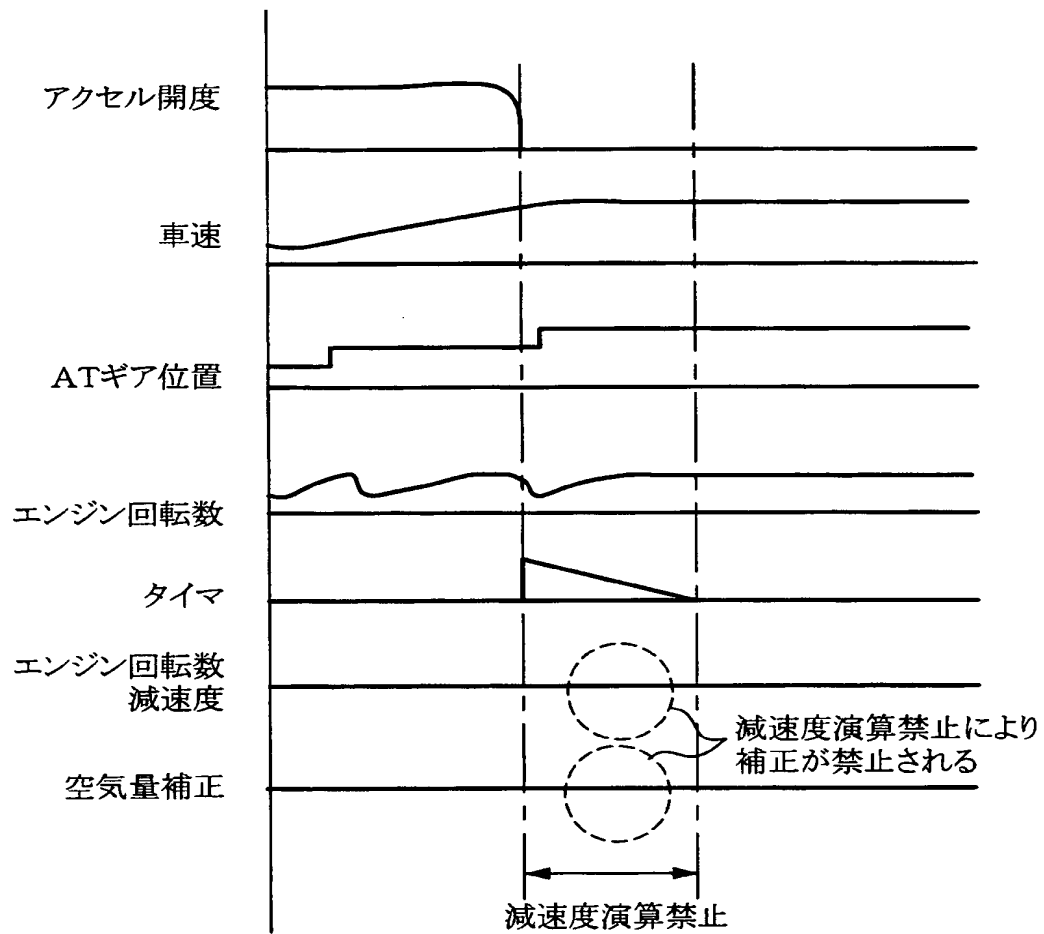 アクセル開度
車速
ATギア位置
エンジン回転数
タイマ
エンジン回転数
減速度
減速度演算禁止により
補正が禁止される
空気量補正
減速度演算禁止